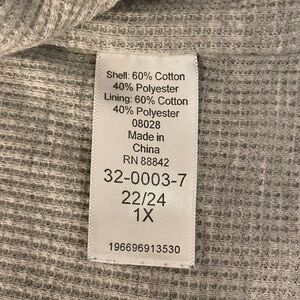 Shell: 60% Cotton
40% Polyester
Lining: 60% Cotton
40% Polyester
08028
Made in
China
RN 88842
32-0003-7
22/24
1X
196696913530